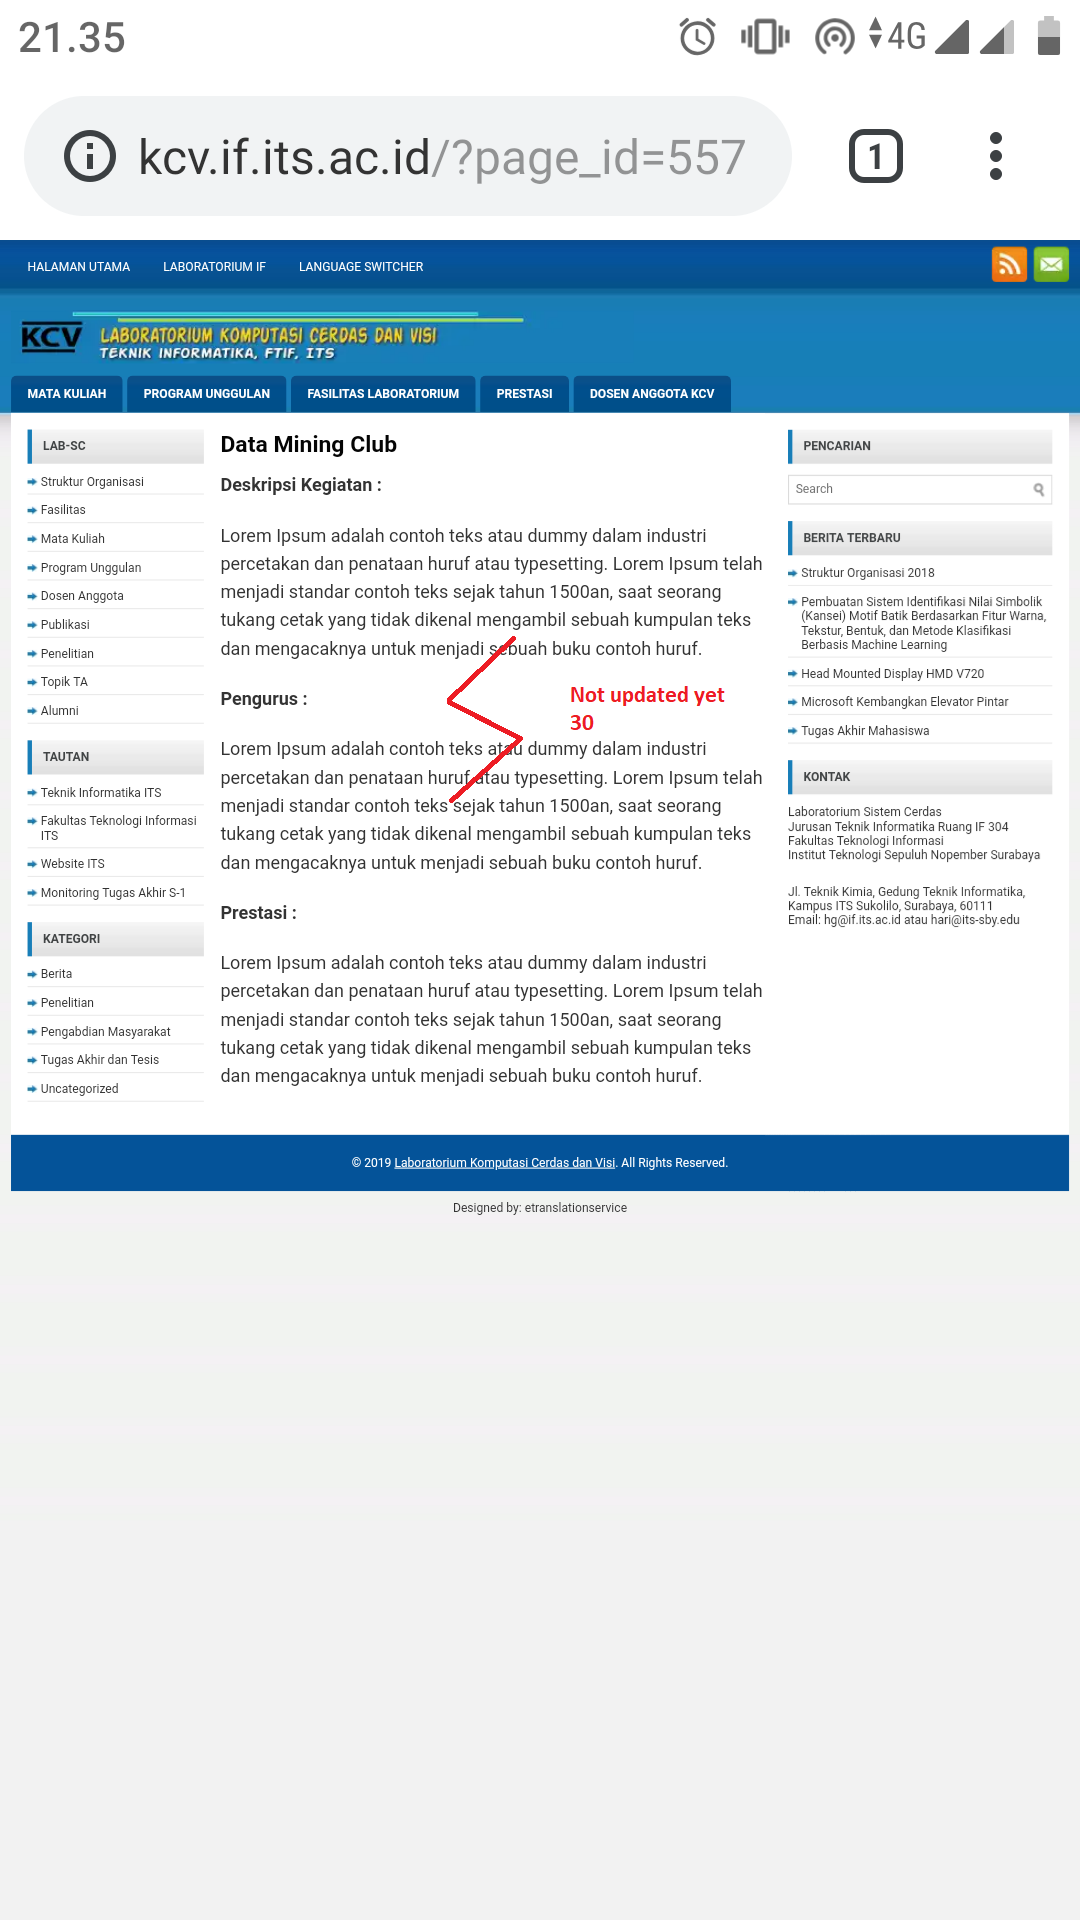 21.35
4G
kcv.if.its.ac.id/?page_id=557
1
HALAMAN UTAMA
LABORATORIUM IF
LANGUAGE SWITCHER
KCV
LABORATORIUM KOMPUTASI CERDAS DAN VISI
TEKNIK INFORMATIKA, FTIF, ITS
MATA KULIAH
PROGRAM UNGGULAN
FASILITAS LABORATORIUM
PRESTASI
DOSEN ANGGOTA KCV
LAB-SC
Struktur Organisasi
Fasilitas
Mata Kuliah
Program Unggulan
Dosen Anggota
Publikasi
Penelitian
Topik TA
Alumni
TAUTAN
Teknik Informatika ITS
Fakultas Teknologi Informasi
ITS
Website ITS
Monitoring Tugas Akhir S-1
KATEGORI
Berita
Penelitian
Pengabdian Masyarakat
Tugas Akhir dan Tesis
Uncategorized
Data Mining Club
Deskripsi Kegiatan :
Lorem Ipsum adalah contoh teks atau dummy dalam industri
percetakan dan penataan huruf atau typesetting. Lorem Ipsum telah
menjadi standar contoh teks sejak tahun 1500an, saat seorang
tukang cetak yang tidak dikenal mengambil sebuah kumpulan teks
dan mengacaknya untuk menjadi sebuah buku contoh huruf.
Pengurus :
Not updated yet
30
Lorem Ipsum adalah contoh teks atau dummy dalam industri
percetakan dan penataan huruf atau typesetting. Lorem Ipsum telah
menjadi standar contoh teks sejak tahun 1500an, saat seorang
tukang cetak yang tidak dikenal mengambil sebuah kumpulan teks
dan mengacaknya untuk menjadi sebuah buku contoh huruf.
Prestasi :
Lorem Ipsum adalah contoh teks atau dummy dalam industri
percetakan dan penataan huruf atau typesetting. Lorem Ipsum telah
menjadi standar contoh teks sejak tahun 1500an, saat seorang
tukang cetak yang tidak dikenal mengambil sebuah kumpulan teks
dan mengacaknya untuk menjadi sebuah buku contoh huruf.
PENCARIAN
Search
BERITA TERBARU
Struktur Organisasi 2018
Pembuatan Sistem Identifikasi Nilai Simbolik
(Kansei) Motif Batik Berdasarkan Fitur Warna,
Tekstur, Bentuk, dan Metode Klasifikasi
Berbasis Machine Learning
Head Mounted Display HMD V720
Microsoft Kembangkan Elevator Pintar
Tugas Akhir Mahasiswa
KONTAK
Laboratorium Sistem Cerdas
Jurusan Teknik Informatika Ruang IF 304
Fakultas Teknologi Informasi
Institut Teknologi Sepuluh Nopember Surabaya
Jl. Teknik Kimia, Gedung Teknik Informatika,
Kampus ITS Sukolilo, Surabaya, 60111
Email: hg@if.its.ac.id atau hari@its-sby.edu
© 2019 Laboratorium Komputasi Cerdas dan Visi. All Rights Reserved.
Designed by: etranslationservice